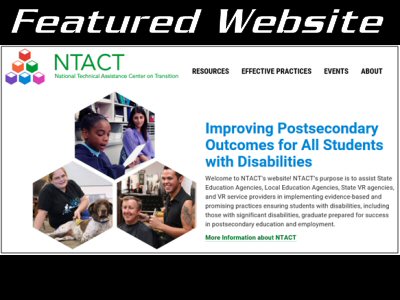 Featured Website
NTACT
National Technical Assistance Center on Transition
RESOURCES EFFECTIVE PRACTICES EVENTS ABOUT
Improving Postsecondary
Outcomes for All Students
with Disabilities
Welcome to NTACT's website! NTACT's purpose is to assist State
Education Agencies, Local Education Agencies, State VR agencies,
and VR service providers in implementing evidence-based and
promising practices ensuring students with disabilities, including
those with significant disabilities, graduate prepared for success
in postsecondary education and employment.
More Information about NTACT